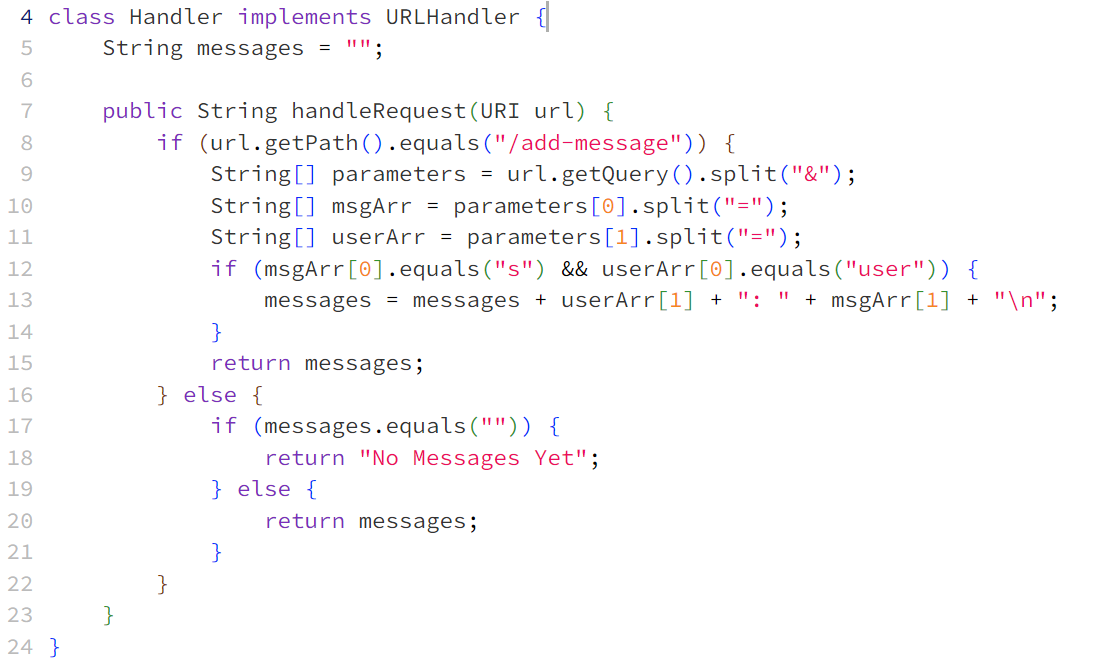 4 class Handler implements URLHandler {
5     String messages = "";
6
7     public String handleRequest(URI url) {
8         if (url.getPath().equals("/add-message")) {
9             String[] parameters = url.getQuery().split("&");
10             String[] msgArr = parameters[0].split("=");
11             String[] userArr = parameters[1].split("=");
12             if (msgArr[0].equals("s") && userArr[0].equals("user")) {
13                 messages = messages + userArr[1] + ": " + msgArr[1] + "\n";
14             }
15             return messages;
16         } else {
17             if (messages.equals("")) {
18                 return "No Messages Yet";
19             } else {
20                 return messages;
21             }
22         }
23     }
24 }